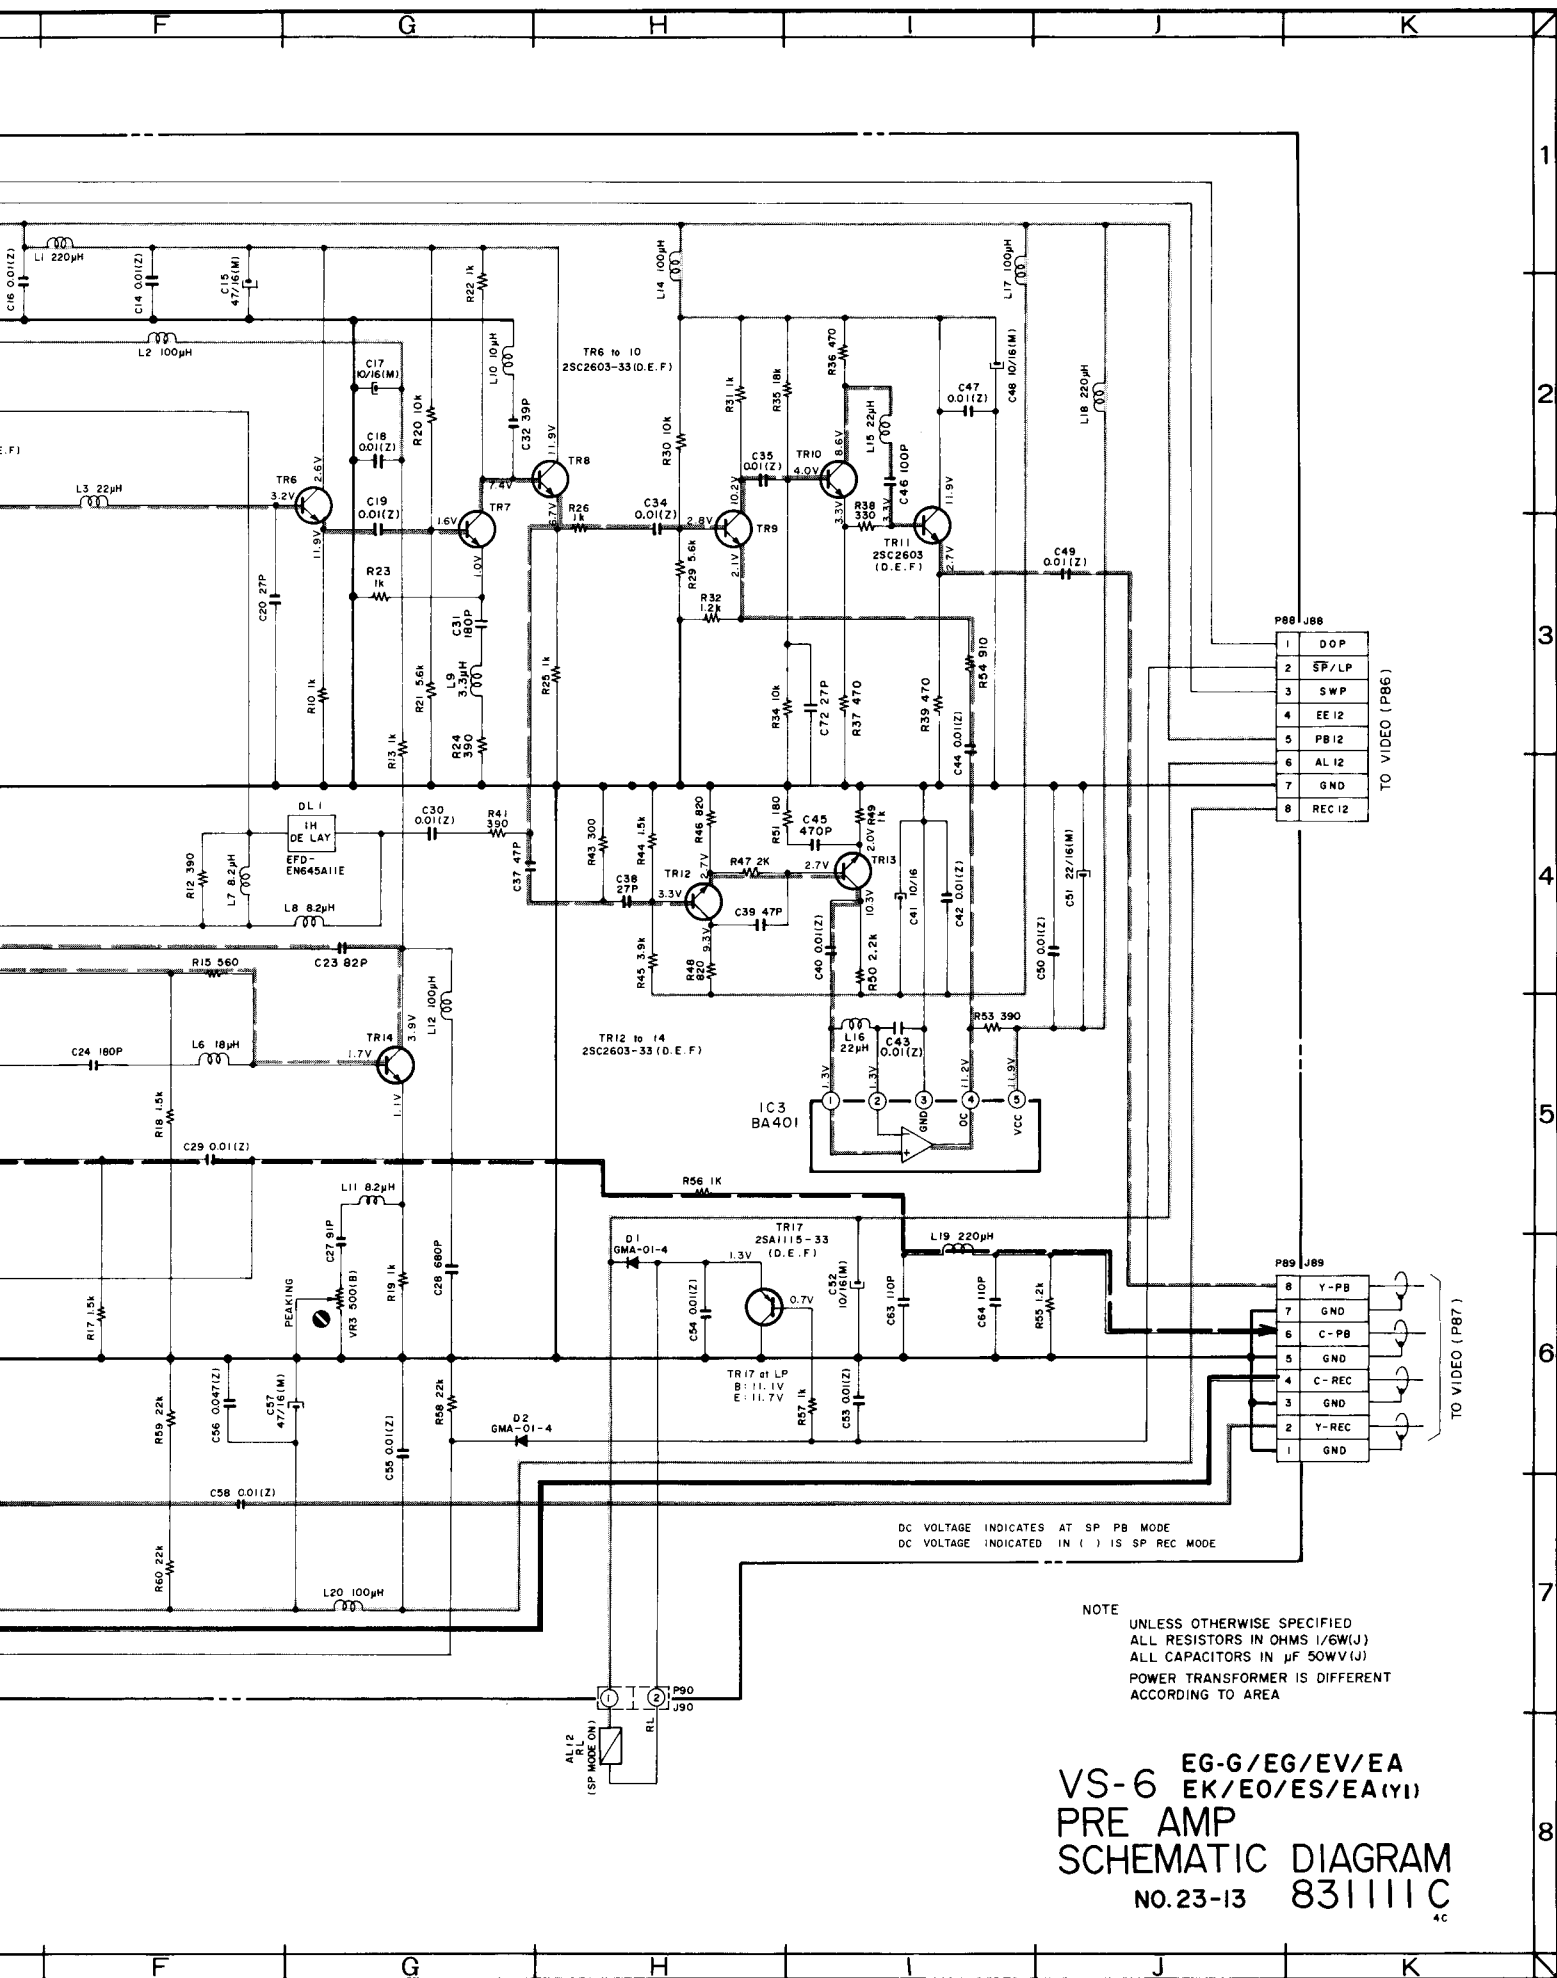 F G H I J K
1
C16 0.01(Z)
L1 220μH
C14 0.01(Z)
C15
47/16(M)
R22 1k
L14 100μH
L17 100μH
L2 100μH
C17
10/16(M)
L10 10μH
TR6 to 10
2SC2603-33(D.E.F)
R36 470
C48 10/16(M)
L18 220μH
2
R20 10k
C32 39P
R31 1k
R35 18k
L15 22μH
C47
0.01(Z)
E.F)
C18
0.01(Z)
11.9V
R30 10k
C35
0.01(Z)
TR10
8.6V
4.0V
C46 100P
L3 22μH
TR6
3.2V
2.6V
TR8
7.4V
10.2V
11.9V
C19
0.01(Z)
1.6V
TR7
6.7V
R26
1k
C34
0.01(Z)
2.8V
TR9
3.3V
R38
330
3.3V
11.9V
1.0V
R29 5.6k
2.1V
TR11
2SC2603
(D.E.F)
2.7V
C49
0.01(Z)
R23
1k
C20 27P
C31
180P
R32
1.2k
3
P88 J88
1 DOP
2 SP/LP
3 SWP
4 EE 12
5 PB 12
6 AL 12
7 GND
8 REC 12
TO VIDEO (P86)
R10 1k
R13 1k
R21 5.6k
L9
3.3μH
R24
390
R25 1k
R34 10k
C72 27P
R37 470
R39 470
C44 0.01(Z)
R54 910
DL 1
1H
DE LAY
EFD-
EN645A11E
C30
0.01(Z)
R41
390
R12 390
L7 8.2μH
L8 8.2μH
C37 47P
R43 300
R44 1.5k
R46 820
R51 180
C45
470P
R49
1k
2.0V
TR13
2.7V
R47 2K
2.7V
TR12
3.3V
C38
27P
C39 47P
10.3V
C41 10/16
C42 0.01(Z)
C51 22/16(M)
4
R15 560
C23 82P
R45 3.9k
9.3V
R48
820
C40 0.01(Z)
R50 2.2k
C50 0.01(Z)
L12 100μH
TR14
3.9V
1.7V
1.1V
C24 180P
L6 18μH
TR12 to 14
2SC2603-33(D.E.F)
L16
22μH
C43
0.01(Z)
R53 390
1.3V
1.3V
11.2V
11.9V
IC3
BA401
1 2 3 4 5
GND
OC
VCC
5
R18 1.5k
C29 0.01(Z)
L11 8.2μH
R56 1K
TR17
2SA1115-33
(D.E.F)
L19 220μH
C27 91P
D1
GMA-01-4
1.3V
C52
10/16(M)
P89 J89
8 Y-PB
7 GND
6 C-PB
5 GND
4 C-REC
3 GND
2 Y-REC
1 GND
TO VIDEO (P87)
R17 1.5k
PEAKING
VR3 500(B)
R19 1k
C28 680P
C54 0.01(Z)
0.7V
C63 110P
C64 110P
R55 1.2k
6
TR17 at LP
B: 11.1V
E: 11.7V
R59 22k
C56 0.047(Z)
C57
47/16(M)
R58 22k
R57 1k
C53 0.01(Z)
D2
GMA-01-4
C55 0.01(Z)
C58 0.01(Z)
DC VOLTAGE INDICATES AT SP PB MODE
DC VOLTAGE INDICATED IN ( ) IS SP REC MODE
R60 22k
L20 100μH
7
NOTE
UNLESS OTHERWISE SPECIFIED
ALL RESISTORS IN OHMS 1/6W(J)
ALL CAPACITORS IN μF 50WV(J)
POWER TRANSFORMER IS DIFFERENT
ACCORDING TO AREA
1 2 P90
J90
AL 12
RL
(SP MODE ON)
RL
VS-6 EG-G/EG/EV/EA
EK/EO/ES/EA(Y1)
PRE AMP
SCHEMATIC DIAGRAM
NO.23-13 831111C
4C
8
F G H I J K